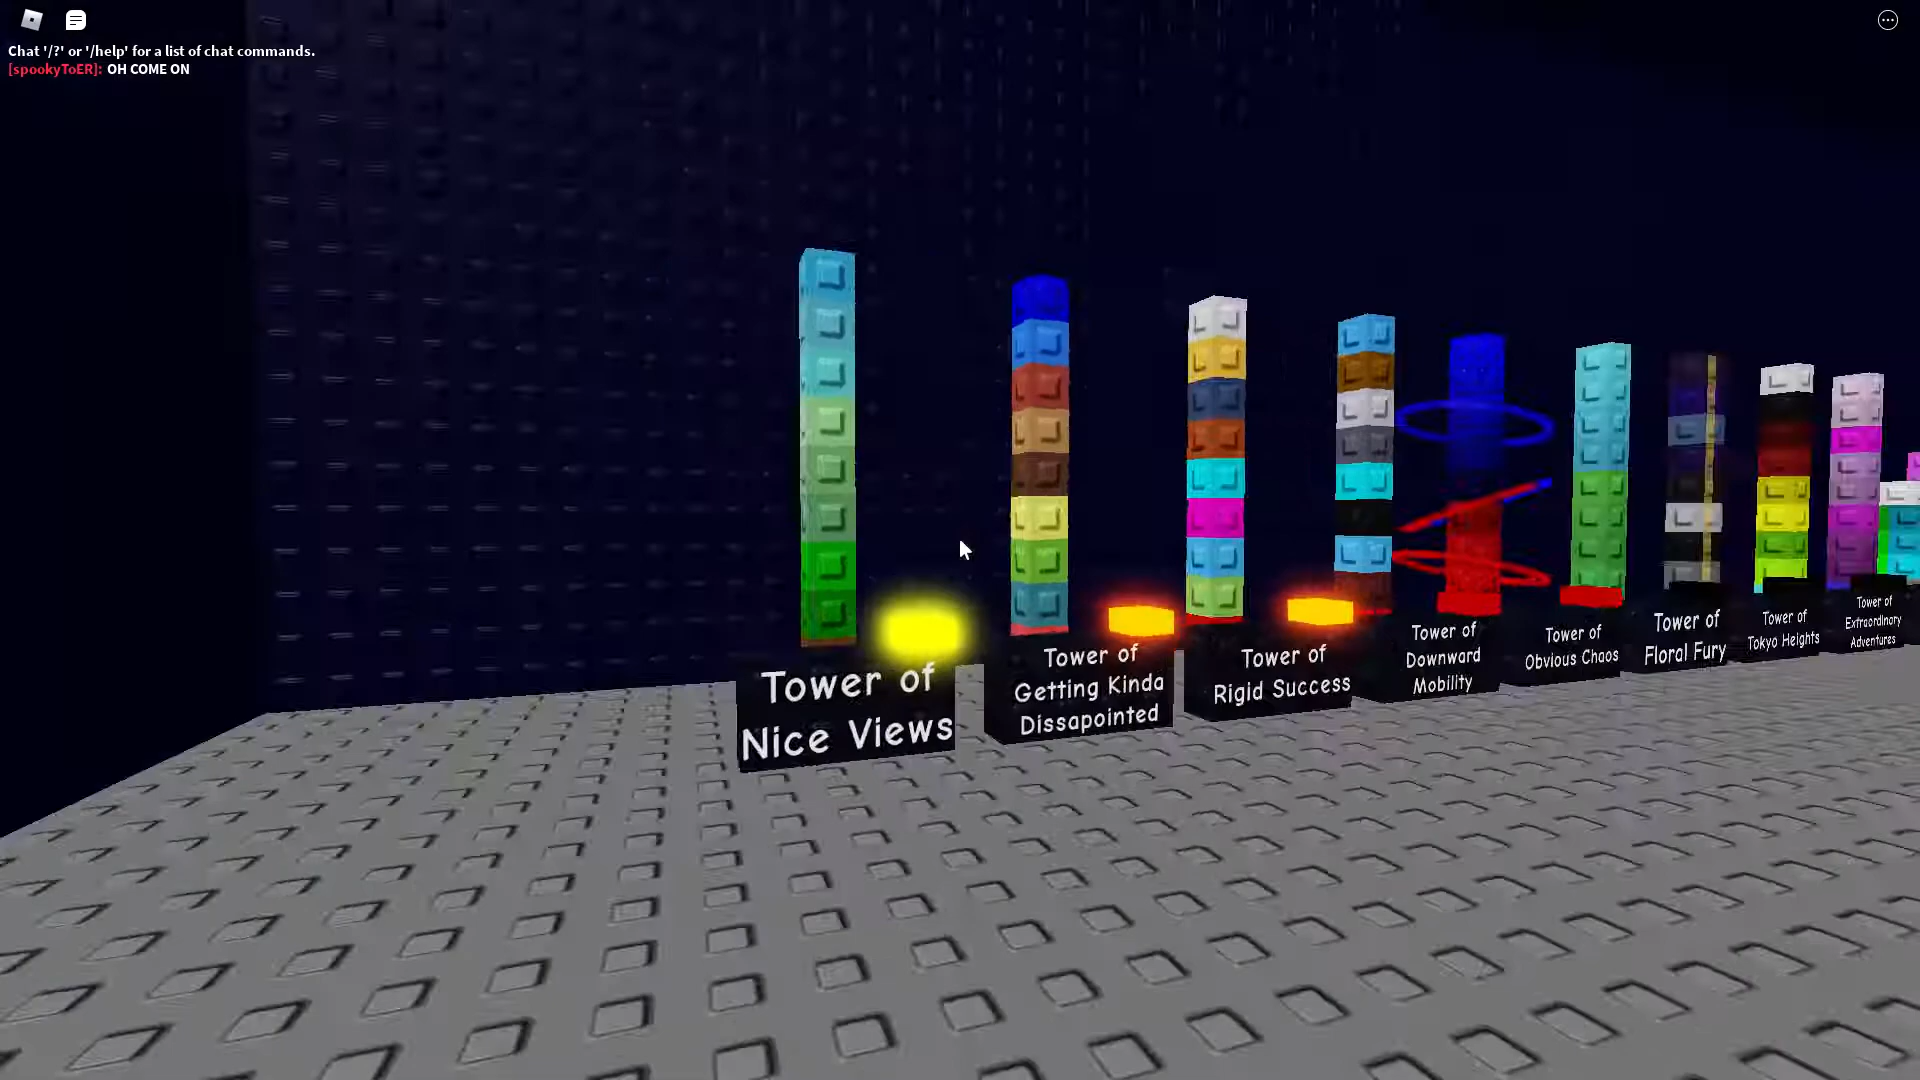 Chat '/?' or '/help' for a list of chat commands.
[spookyToER]: OH COME ON
Tower of
Nice Views
Tower of
Getting Kinda
Dissapointed
Tower of
Rigid Success
Tower of
Downward
Mobility
Tower of
Obvious Chaos
Tower of
Floral Fury
Tower of
Tokyo Heights
Tower of
Extraordinary
Adventures